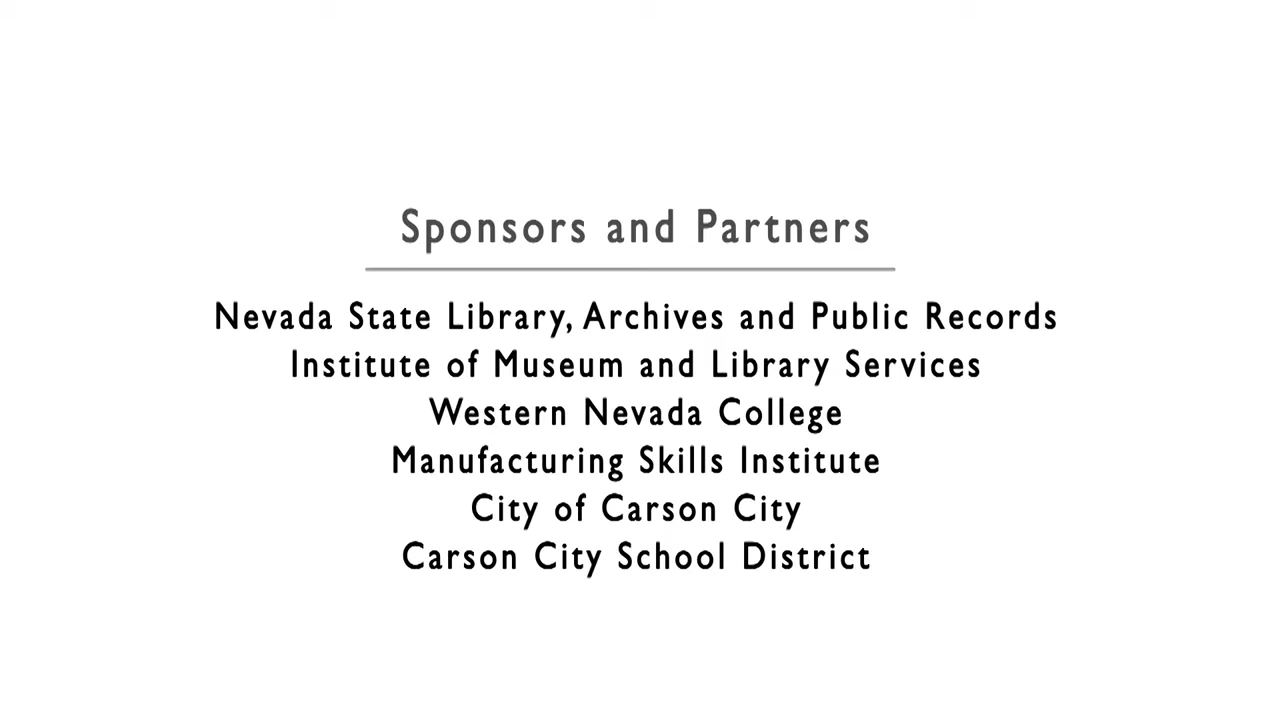 Sponsors and Partners
Nevada State Library, Archives and Public Records
Institute of Museum and Library Services
Western Nevada College
Manufacturing Skills Institute
City of Carson City
Carson City School District